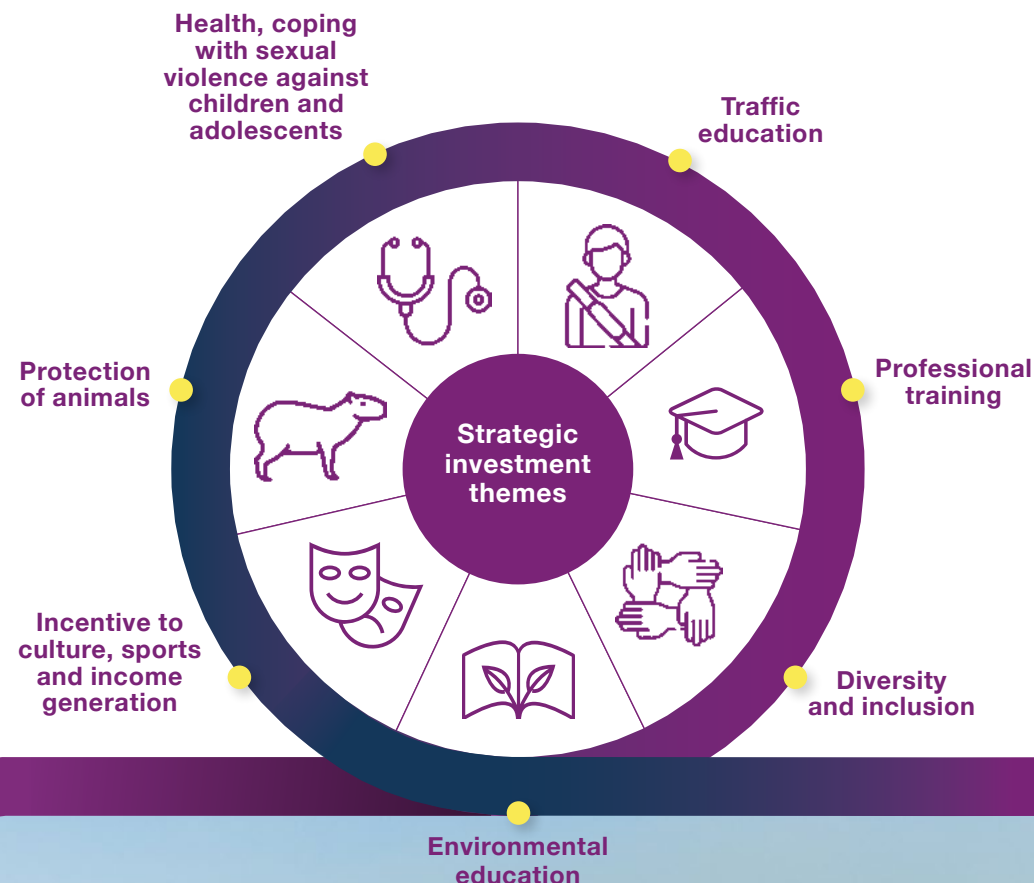 Health, coping
with sexual
violence against
children and
adolescents
Traffic
education
Protection
of animals
Professional
training
Strategic
investment
themes
Incentive to
culture, sports
and income
generation
Diversity
and inclusion
Environmental
education